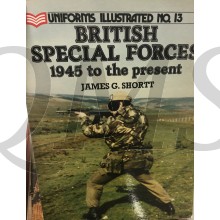 UNIFORMS ILLUSTRATED NO. 13
BRITISH
SPECIAL FORCES
1945 to the present
JAMES G. SHORTT